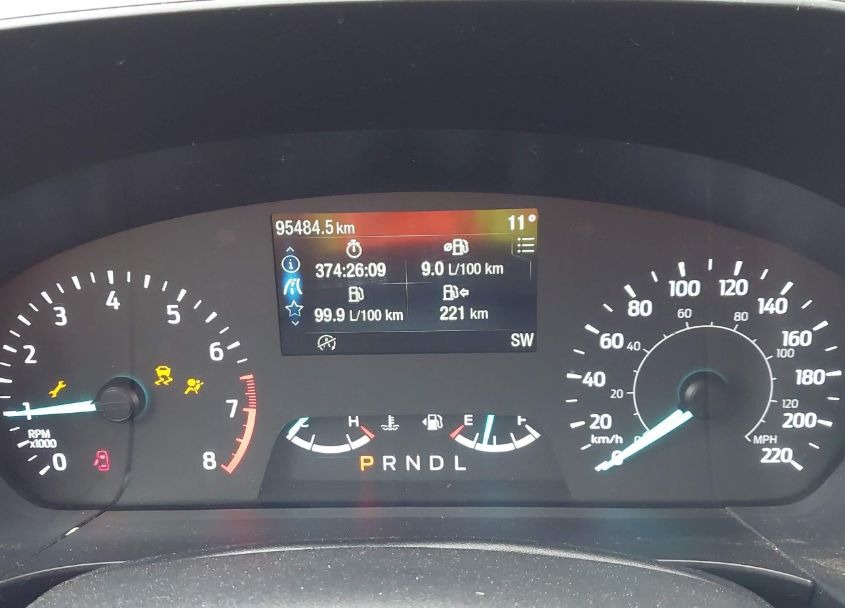 95484.5 km 11°
374:26:09 9.0 L/100 km
99.9 L/100 km 221 km
SW
0 1 2 3 4 5 6 7 8
RPM
x1000
C H E F
P R N D L
0 20 40 60 80 100 120 140 160 180 200 220
km/h
0 20 40 60 80 100 120
MPH